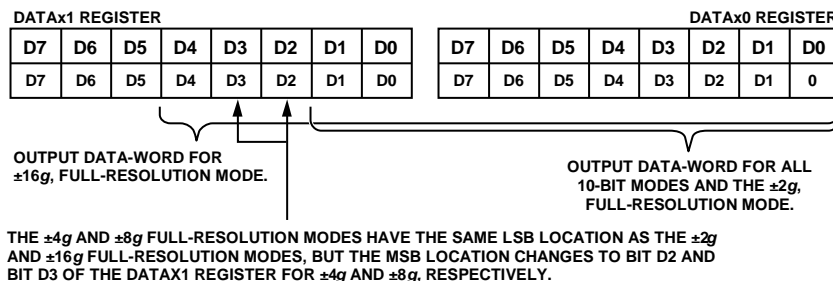 DATAx1 REGISTER
DATAx0 REGISTER
D7 D6 D5 D4 D3 D2 D1 D0 D7 D6 D5 D4 D3 D2 D1 D0
D7 D6 D5 D4 D3 D2 D1 D0 D7 D6 D5 D4 D3 D2 D1 0
OUTPUT DATA-WORD FOR
±16g, FULL-RESOLUTION MODE.
OUTPUT DATA-WORD FOR ALL
10-BIT MODES AND THE ±2g,
FULL-RESOLUTION MODE.
THE ±4g AND ±8g FULL-RESOLUTION MODES HAVE THE SAME LSB LOCATION AS THE ±2g
AND ±16g FULL-RESOLUTION MODES, BUT THE MSB LOCATION CHANGES TO BIT D2 AND
BIT D3 OF THE DATAX1 REGISTER FOR ±4g AND ±8g, RESPECTIVELY.